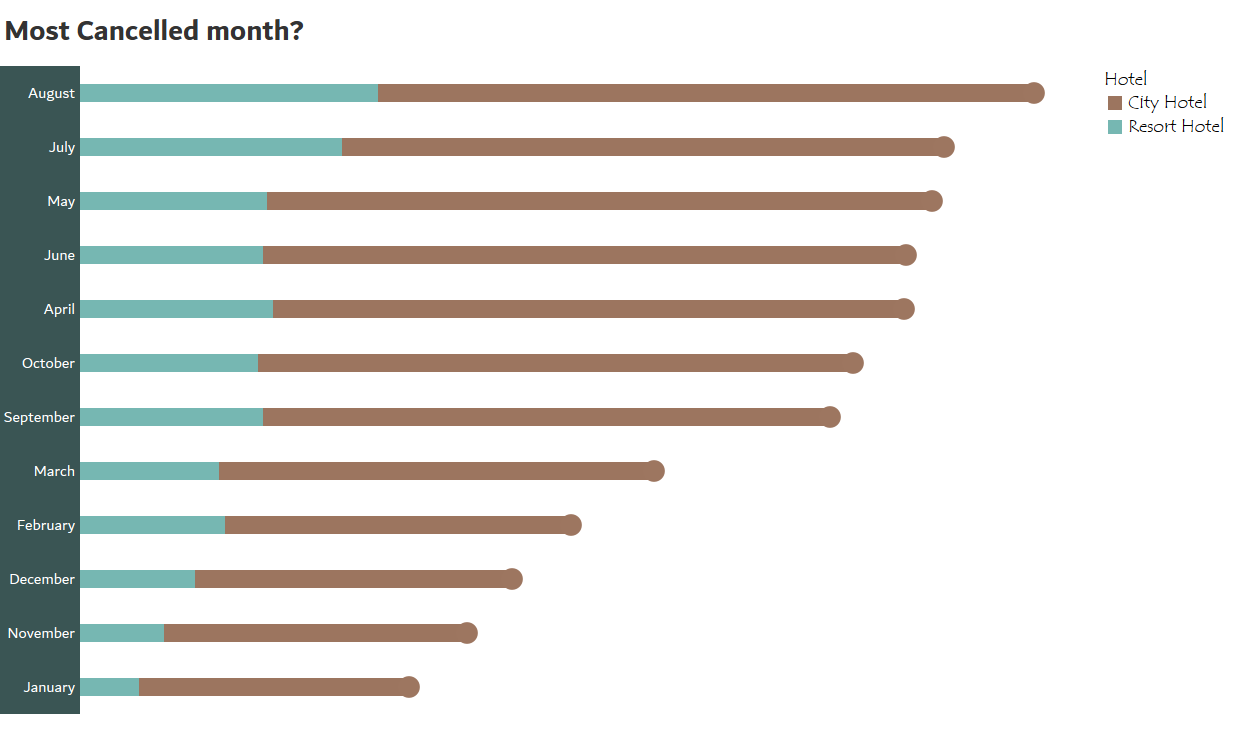 Most Cancelled month?
Hotel
City Hotel
Resort Hotel
August
July
May
June
April
October
September
March
February
December
November
January